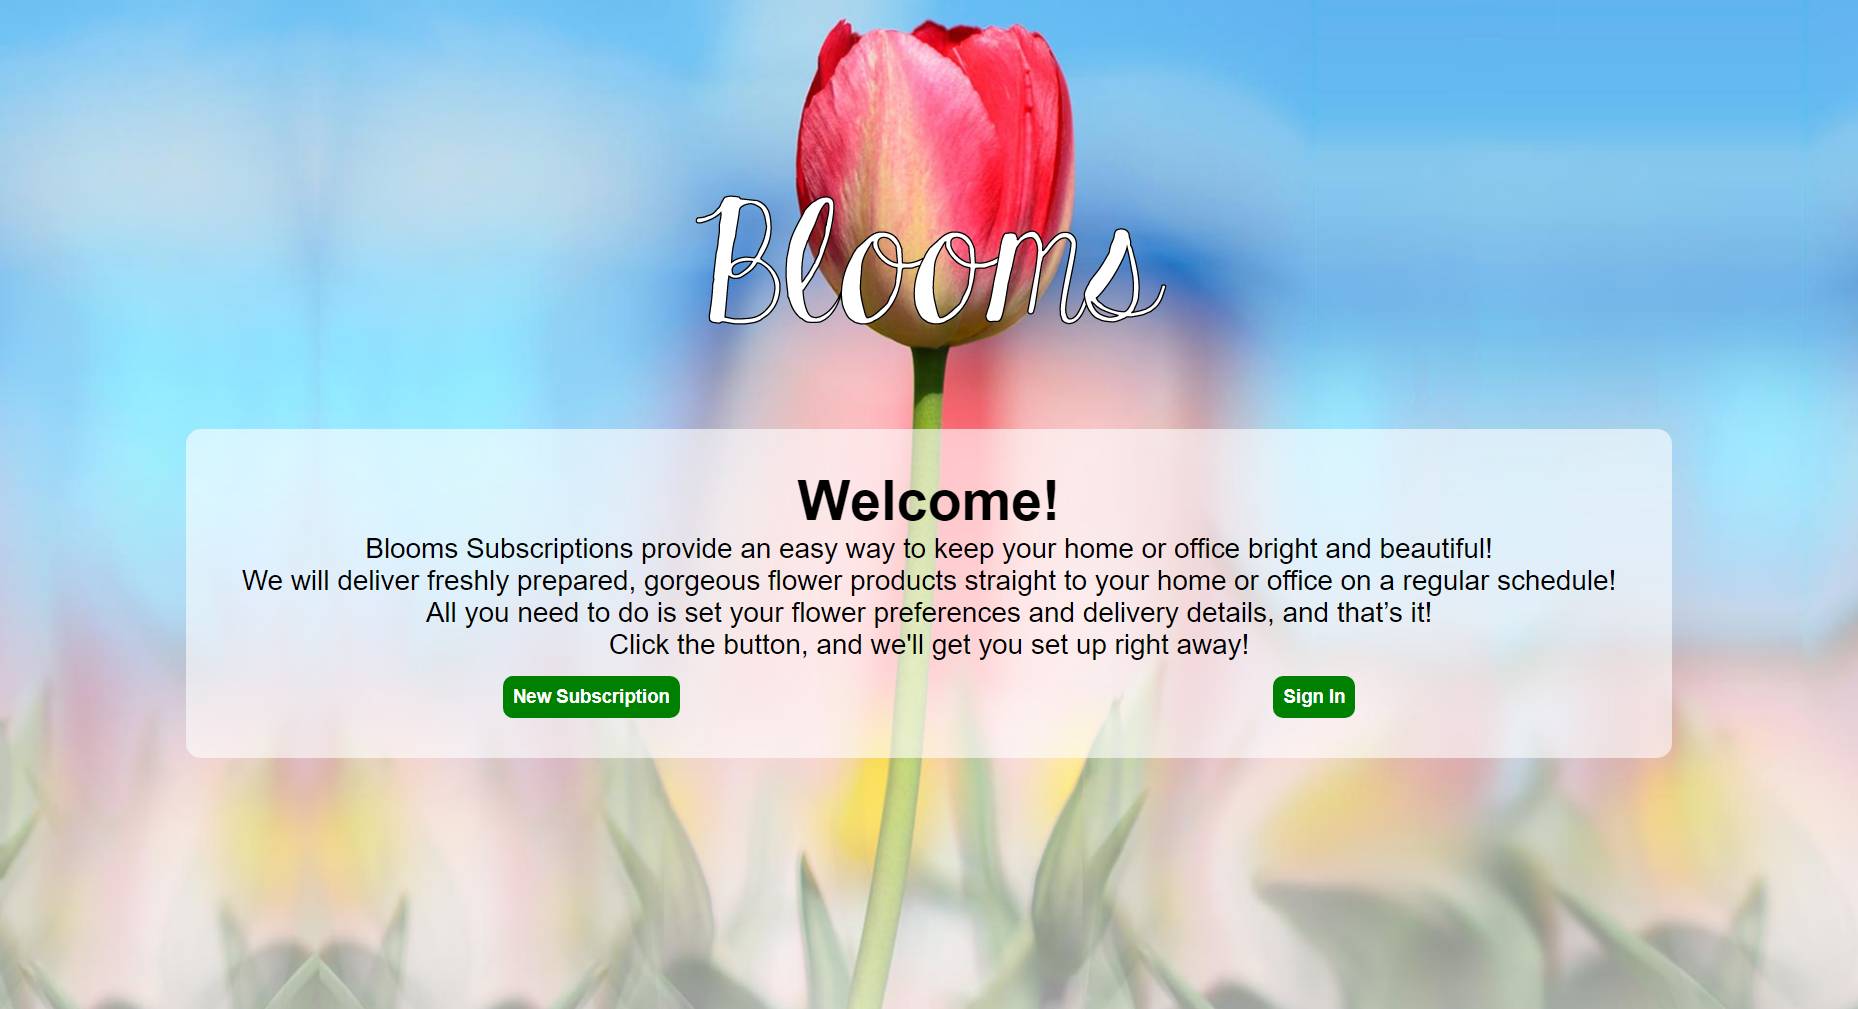 Blooms
Welcome!
Blooms Subscriptions provide an easy way to keep your home or office bright and beautiful!
We will deliver freshly prepared, gorgeous flower products straight to your home or office on a regular schedule!
All you need to do is set your flower preferences and delivery details, and that’s it!
Click the button, and we'll get you set up right away!
New Subscription
Sign In